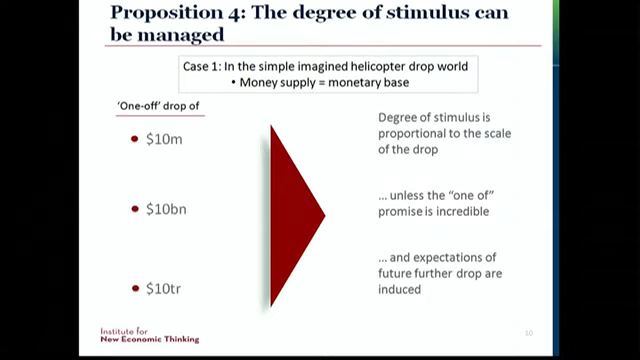 Proposition 4: The degree of stimulus can
be managed
Case 1: In the simple imagined helicopter drop world
• Money supply = monetary base
'One-off' drop of
• $10m
• $10bn
• $10tr
Degree of stimulus is
proportional to the scale
of the drop
... unless the "one of"
promise is incredible
... and expectations of
future further drop are
induced
Institute for
New Economic Thinking
10